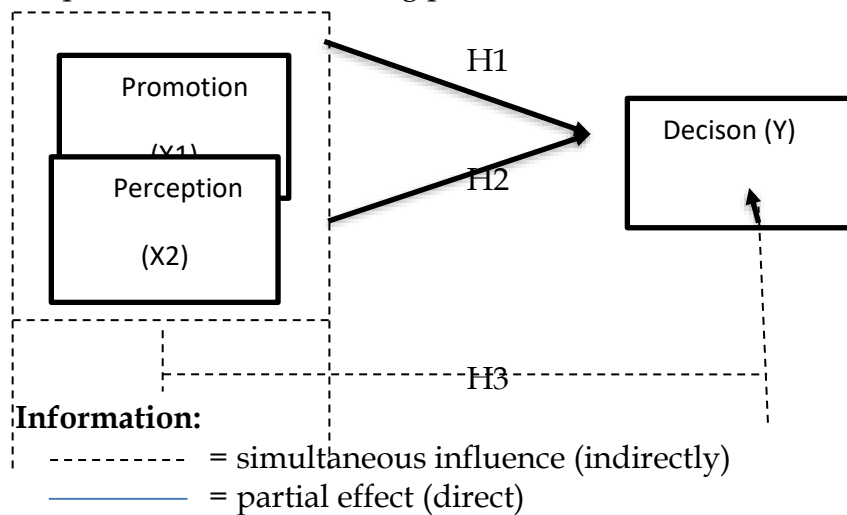 H1
Promotion
(X1)
Decison (Y)
Perception
H2
(X2)
H3
Information:
= simultaneous influence (indirectly)
= partial effect (direct)